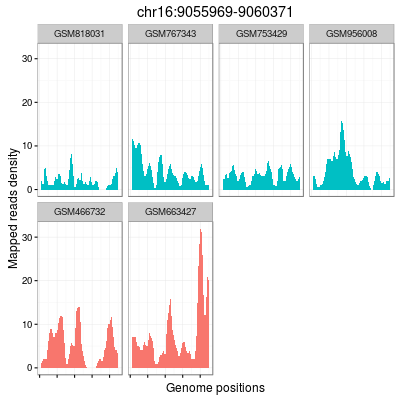 chr16:9055969-9060371
GSM818031 GSM767343 GSM753429 GSM956008
30
20
10
0
GSM466732 GSM663427
30
20
10
0
Mapped reads density
Genome positions